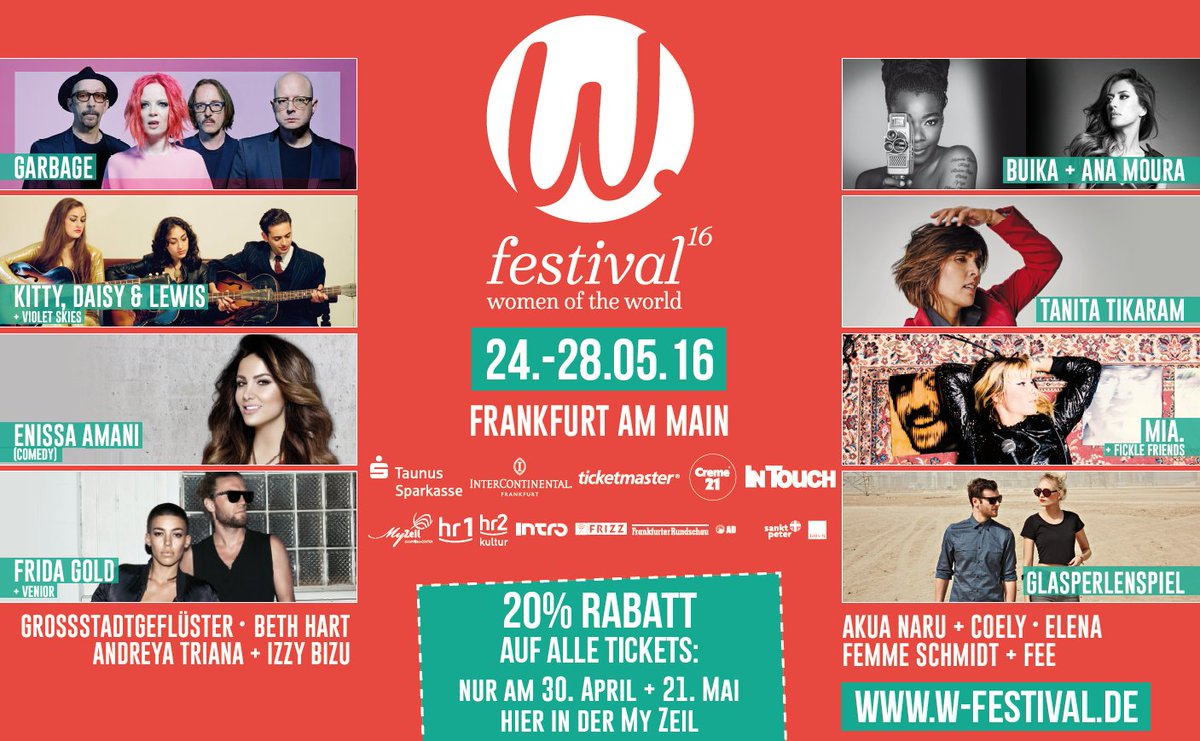 GARBAGE
KITTY, DAISY & LEWIS
+ VIOLET SKIES
ENISSA AMANI
(COMEDY)
FRIDA GOLD
+ VENIOR
GROSSSTADTGEFLÜSTER · BETH HART
ANDREYA TRIANA + IZZY BIZU
W.
festival 16
women of the world
24.-28.05.16
FRANKFURT AM MAIN
Taunus
Sparkasse
INTERCONTINENTAL
FRANKFURT
ticketmaster®
Creme
21
INTOUCH
MyZeil
hr1
hr2
kultur
INTRO
FRIZZ
Frankfurter Rundschau
AD
sankt
peter
20% RABATT
AUF ALLE TICKETS:
NUR AM 30. APRIL + 21. MAI
HIER IN DER MY ZEIL
BUIKA + ANA MOURA
TANITA TIKARAM
MIA.
+ FICKLE FRIENDS
GLASPERLENSPIEL
AKUA NARU + COELY · ELENA
FEMME SCHMIDT + FEE
WWW.W-FESTIVAL.DE